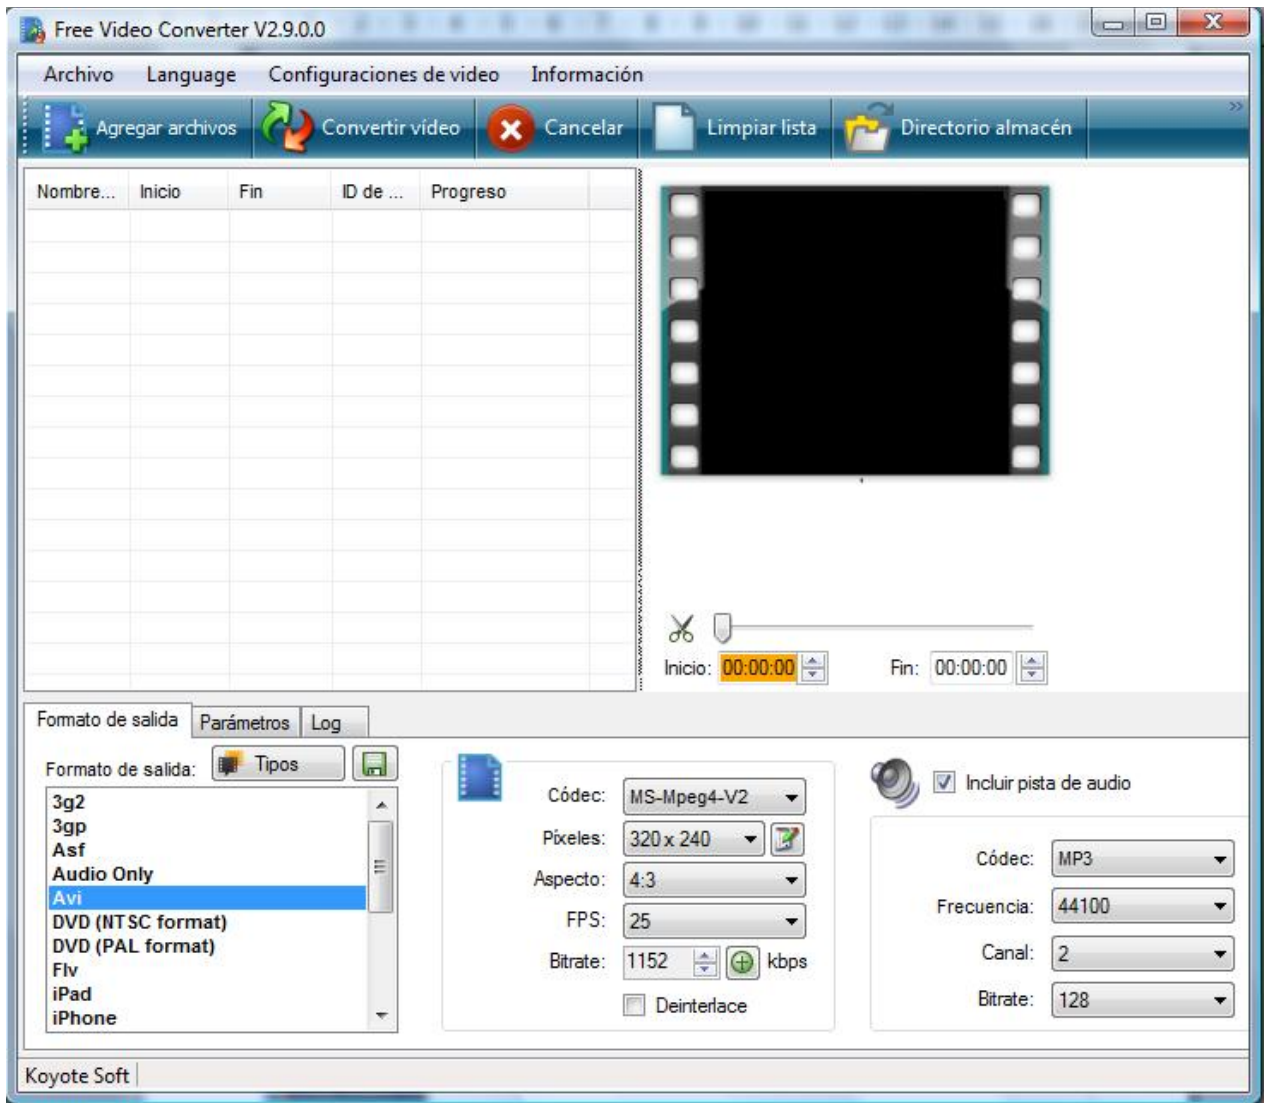 Free Video Converter V2.9.0.0
Archivo Language Configuraciones de video Información
Agregar archivos Convertir vídeo Cancelar Limpiar lista Directorio almacén
Nombre... Inicio Fin ID de ... Progreso
Inicio: 00:00:00 Fin: 00:00:00
Formato de salida Parámetros Log
Formato de salida: Tipos
3g2
3gp
Asf
Audio Only
Avi
DVD (NTSC format)
DVD (PAL format)
Flv
iPad
iPhone
Códec: MS-Mpeg4-V2
Píxeles: 320 x 240
Aspecto: 4:3
FPS: 25
Bitrate: 1152 kbps
Deinterlace
Incluir pista de audio
Códec: MP3
Frecuencia: 44100
Canal: 2
Bitrate: 128
Koyote Soft